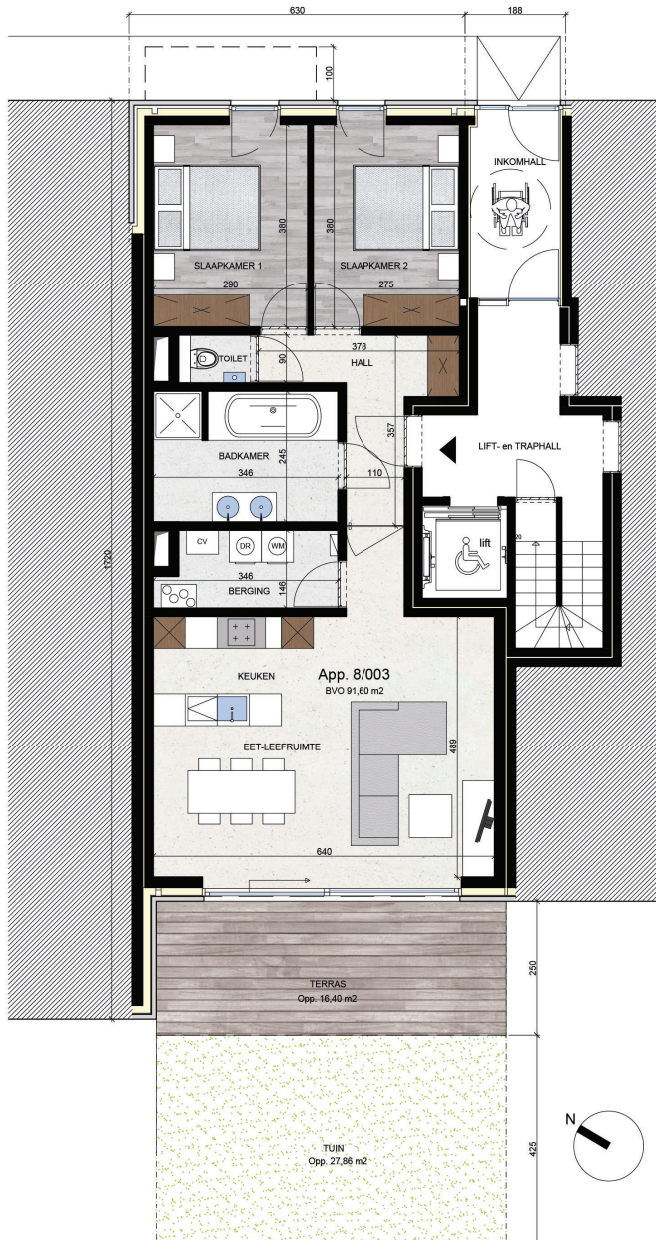 630
188
100
INKOMHALL
380
380
SLAAPKAMER 1
SLAAPKAMER 2
290
275
TOILET
90
378
HALL
357
BADKAMER
245
346
110
LIFT- en TRAPHALL
CV
DR
WM
lift
20
346
146
BERGING
1720
KEUKEN
App. 8/003
BVO 91,60 m2
EET-LEEFRUIMTE
489
640
TERRAS
Opp. 16,40 m2
250
N
TUIN
Opp. 27,86 m2
425